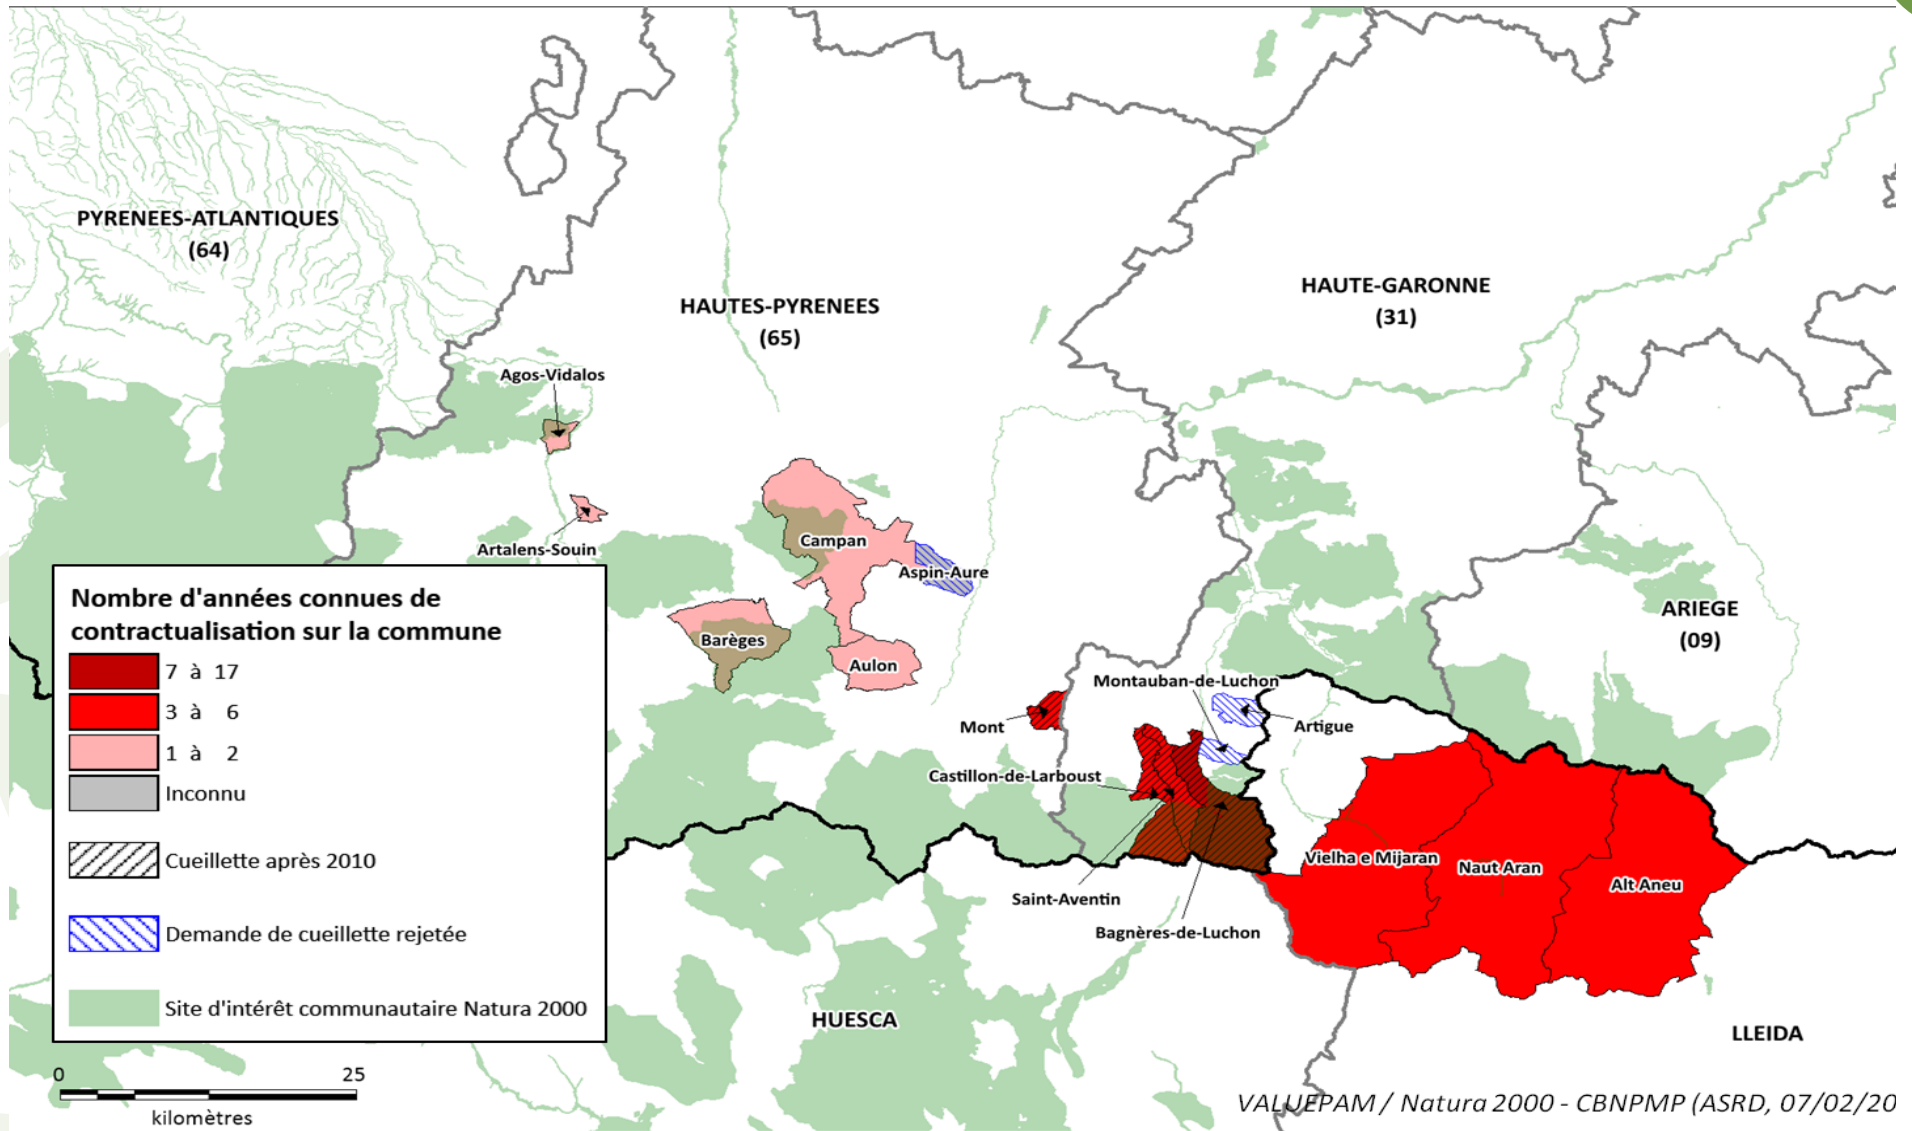 PYRENEES-ATLANTIQUES
(64)
HAUTES-PYRENEES
(65)
HAUTE-GARONNE
(31)
Agos-Vidalos
Artalens-Souin
Campan
Aspin-Aure
Barèges
Aulon
ARIEGE
(09)
Montauban-de-Luchon
Mont
Artigue
Castillon-de-Larboust
Saint-Aventin
Bagnères-de-Luchon
Vielha e Mijaran
Naut Aran
Alt Aneu
HUESCA
LLEIDA
Nombre d'années connues de
contractualisation sur la commune
7 à 17
3 à 6
1 à 2
Inconnu
Cueillette après 2010
Demande de cueillette rejetée
Site d'intérêt communautaire Natura 2000
0 25
kilomètres
VALUEPAM / Natura 2000 - CBNPMP (ASRD, 07/02/20